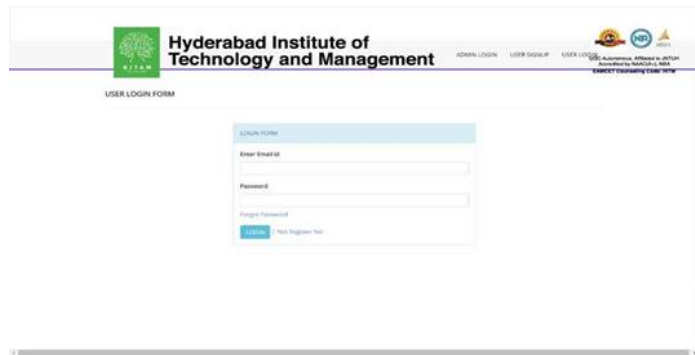 HITAM
Hyderabad Institute of
Technology and Management
ADMIN LOGIN USER SIGNUP USER LOGIN
UGC Autonomous, Affiliated to JNTUH
Accredited by NAAC(A+), NBA
EAMCET Counseling Code: HITM
USER LOGIN FORM
LOGIN FORM
Enter Email id
Password
Forgot Password
LOGIN | Not Register Yet